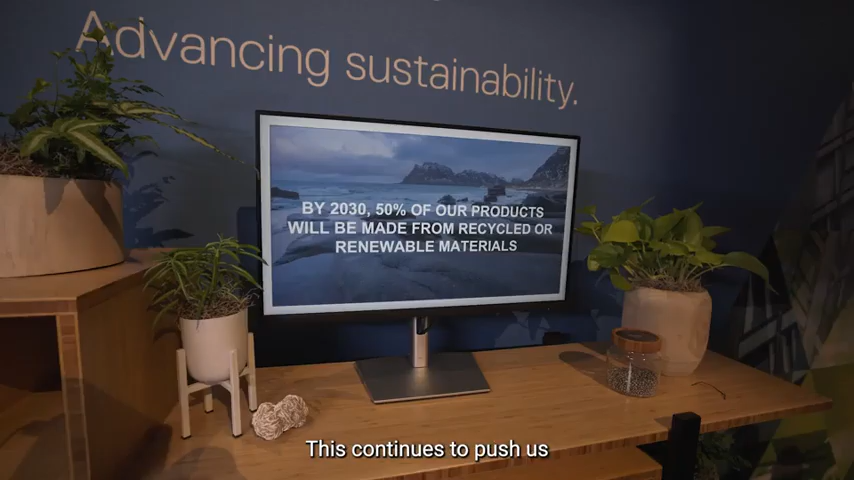 Advancing sustainability.
BY 2030, 50% OF OUR PRODUCTS
WILL BE MADE FROM RECYCLED OR
RENEWABLE MATERIALS
This continues to push us